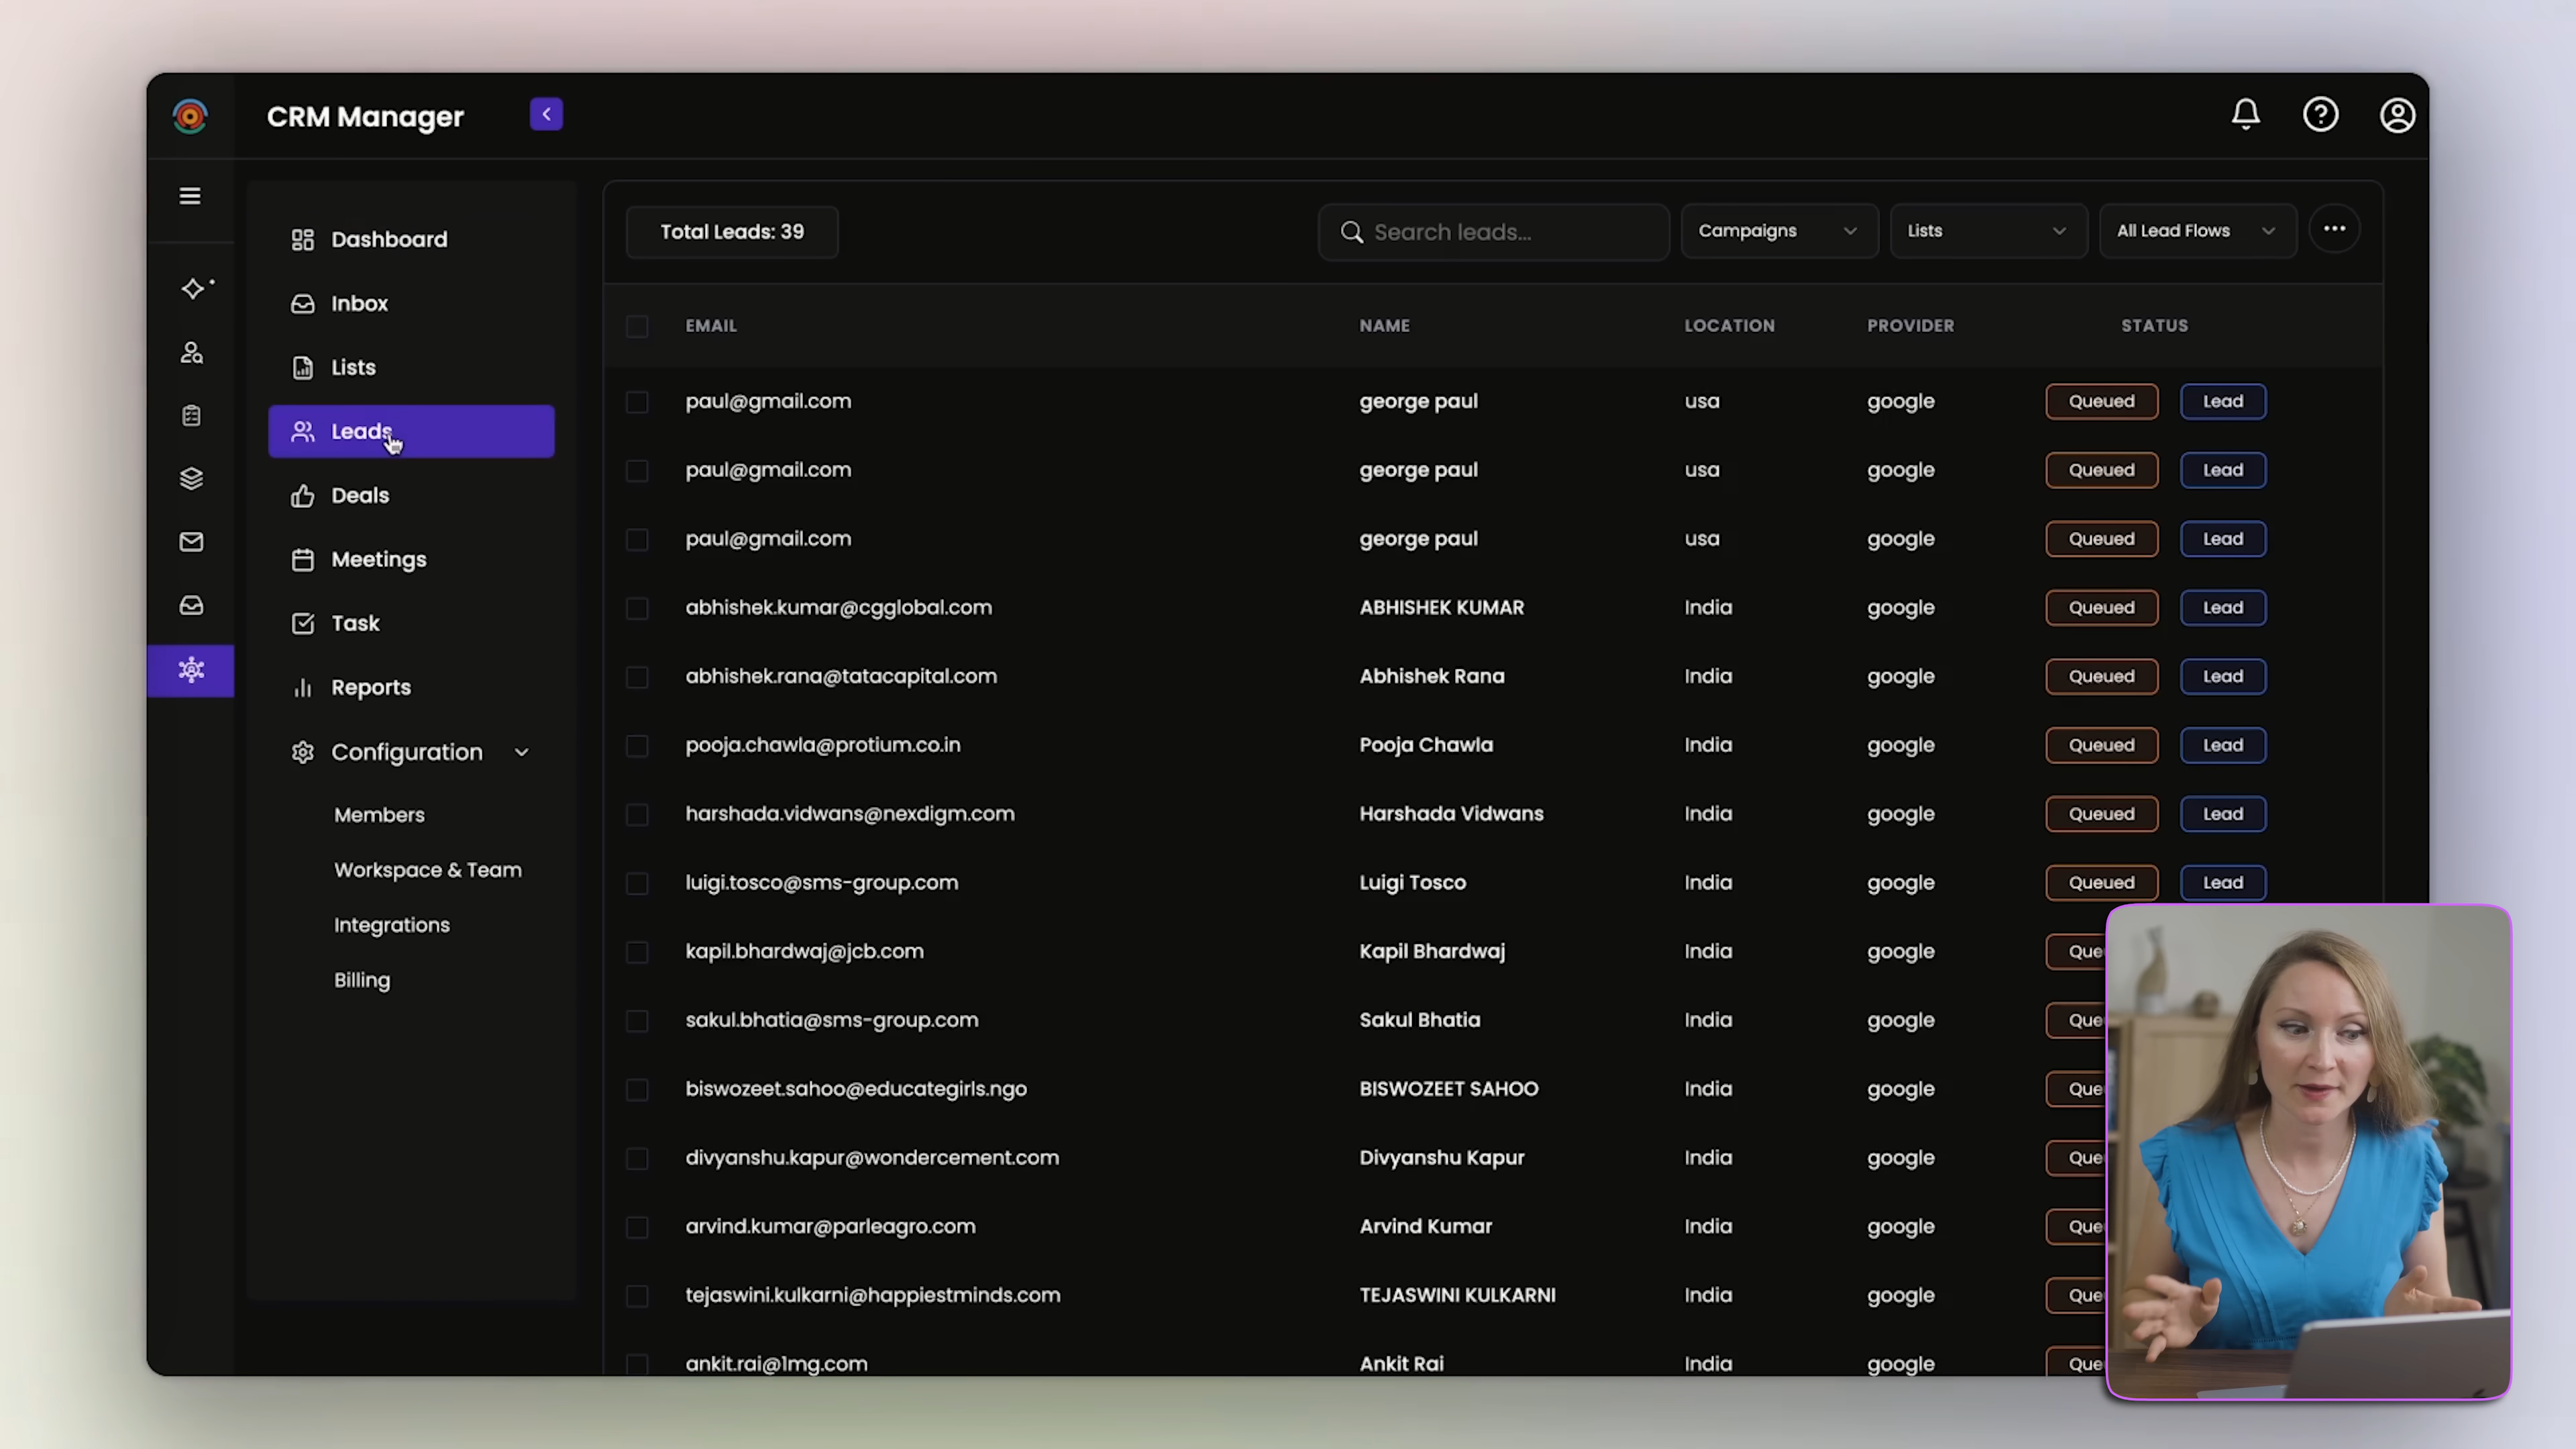 CRM Manager
Dashboard
Inbox
Lists
Leads
Deals
Meetings
Task
Reports
Configuration
Members
Workspace & Team
Integrations
Billing
Total Leads: 39
Search leads...
Campaigns
Lists
All Lead Flows
EMAIL NAME LOCATION PROVIDER STATUS
paul@gmail.com george paul usa google Queued Lead
paul@gmail.com george paul usa google Queued Lead
paul@gmail.com george paul usa google Queued Lead
abhishek.kumar@cgglobal.com ABHISHEK KUMAR India google Queued Lead
abhishek.rana@tatacapital.com Abhishek Rana India google Queued Lead
pooja.chawla@protium.co.in Pooja Chawla India google Queued Lead
harshada.vidwans@nexdigm.com Harshada Vidwans India google Queued Lead
luigi.tosco@sms-group.com Luigi Tosco India google Queued Lead
kapil.bhardwaj@jcb.com Kapil Bhardwaj India google Que
sakul.bhatia@sms-group.com Sakul Bhatia India google Que
biswozeet.sahoo@educategirls.ngo BISWOZEET SAHOO India google Que
divyanshu.kapur@wondercement.com Divyanshu Kapur India google Que
arvind.kumar@parleagro.com Arvind Kumar India google Que
tejaswini.kulkarni@happiestminds.com TEJASWINI KULKARNI India google Que
ankit.rai@1mg.com Ankit Rai India google Que